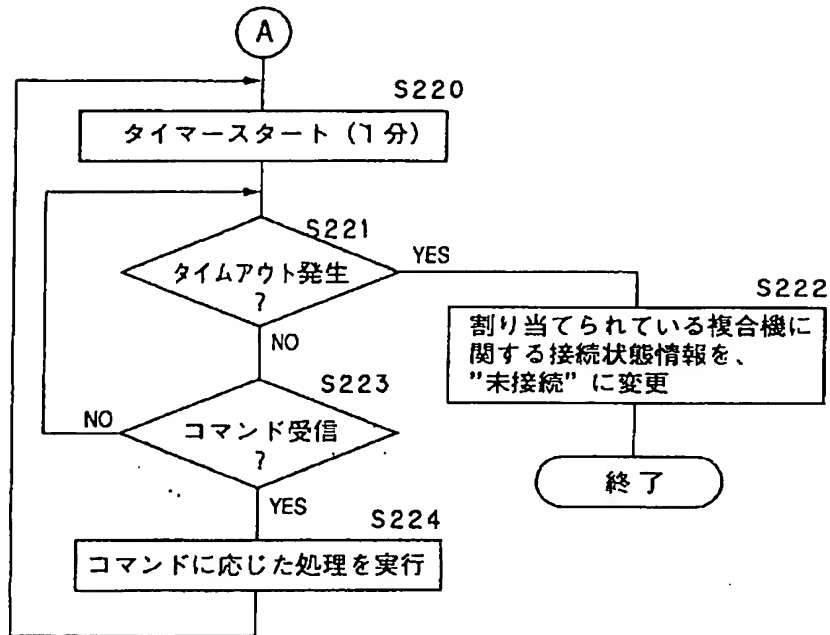 A
S220
タイマースタート (1分)
S221
タイムアウト発生
?
YES
NO
S222
割り当てられている複合機に
関する接続状態情報を、
"未接続" に変更
終了
S223
コマンド受信
?
NO
YES
S224
コマンドに応じた処理を実行